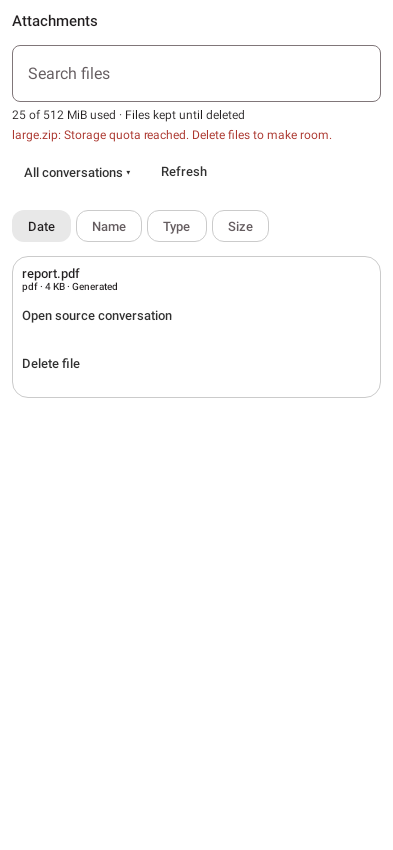 Attachments
Search files
25 of 512 MiB used · Files kept until deleted
large.zip: Storage quota reached. Delete files to make room.
All conversations ▾ Refresh
Date Name Type Size
report.pdf
pdf · 4 KB · Generated
Open source conversation
Delete file